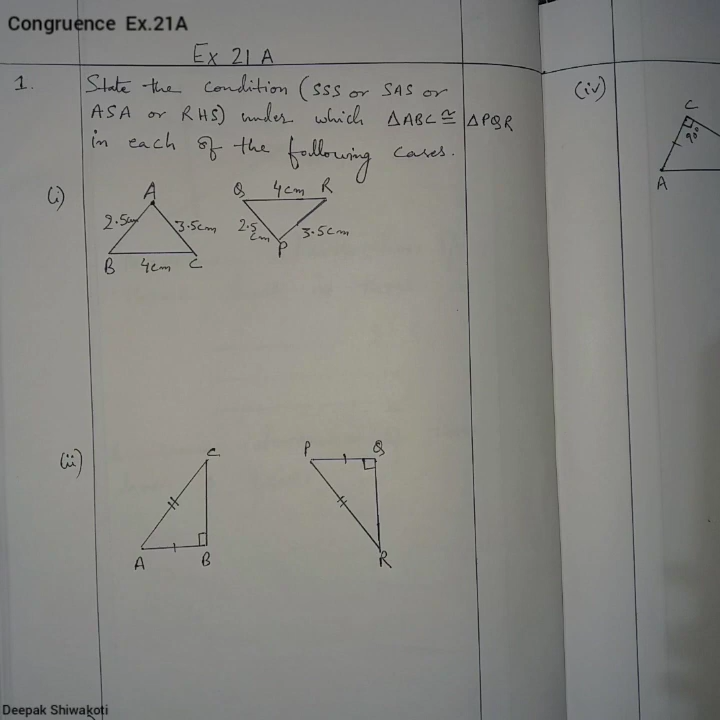 Congruence Ex.21A
Ex 21 A
1. State the condition (SSS or SAS or
ASA or RHS) under which △ABC ≅ △PQR
in each of the following cases.
(i)
A
2.5cm 3.5cm
B 4cm C
Q 4cm R
2.5 cm 3.5cm
P
(ii)
C
A B
P Q
R
(iv)
C
90°
A
Deepak Shiwakoti